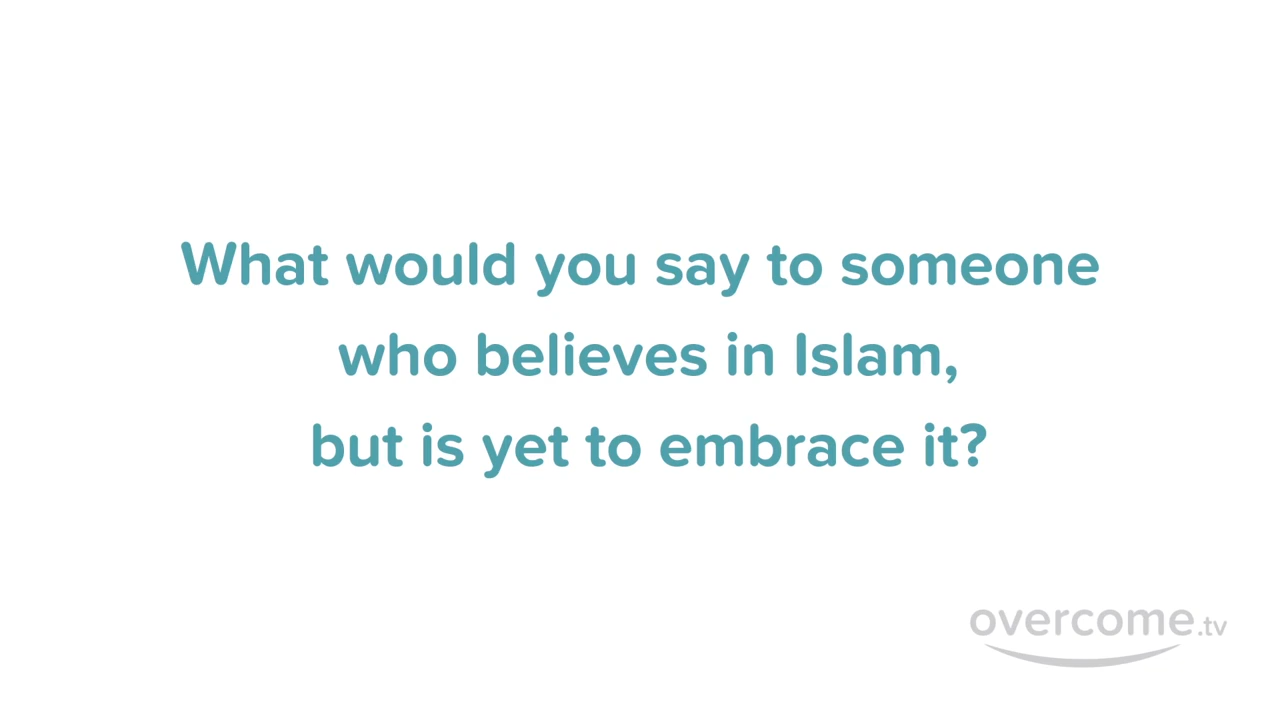 What would you say to someone
who believes in Islam,
but is yet to embrace it?
overcome.tv